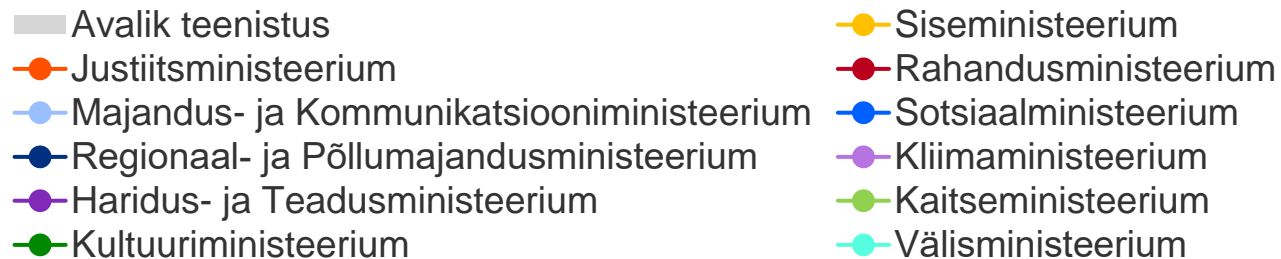 Avalik teenistus
Justiitsministeerium
Majandus- ja Kommunikatsiooniministeerium
Regionaal- ja Põllumajandusministeerium
Haridus- ja Teadusministeerium
Kultuuriministeerium
Siseministeerium
Rahandusministeerium
Sotsiaalministeerium
Kliimaministeerium
Kaitseministeerium
Välisministeerium